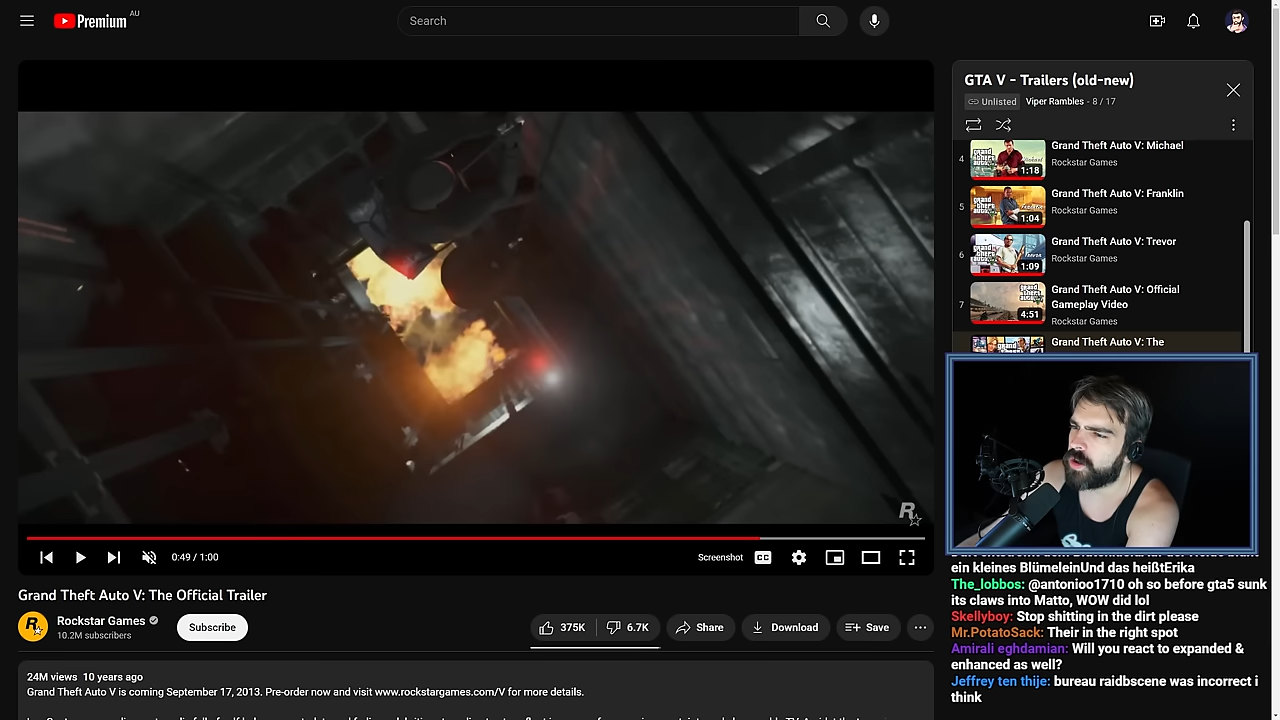 Premium AU
Search
GTA V - Trailers (old-new)
Unlisted Viper Rambles - 8 / 17
4
Grand Theft Auto V: Michael
Rockstar Games
1:18
5
Grand Theft Auto V: Franklin
Rockstar Games
1:04
6
Grand Theft Auto V: Trevor
Rockstar Games
1:09
7
Grand Theft Auto V: Official
Gameplay Video
Rockstar Games
4:51
Grand Theft Auto V: The
0:49 / 1:00
Screenshot
CC
Grand Theft Auto V: The Official Trailer
Rockstar Games
10.2M subscribers
Subscribe
375K
6.7K
Share
Download
Save
24M views 10 years ago
Grand Theft Auto V is coming September 17, 2013. Pre-order now and visit www.rockstargames.com/V for more details.
ein kleines BlümeleinUnd das heißtErika
The_lobbos: @antonioo1710 oh so before gta5 sunk
its claws into Matto, WOW did lol
Skellyboy: Stop shitting in the dirt please
Mr.PotatoSack: Their in the right spot
Amirali eghdamian: Will you react to expanded &
enhanced as well?
Jeffrey ten thije: bureau raidbscene was incorrect i
think